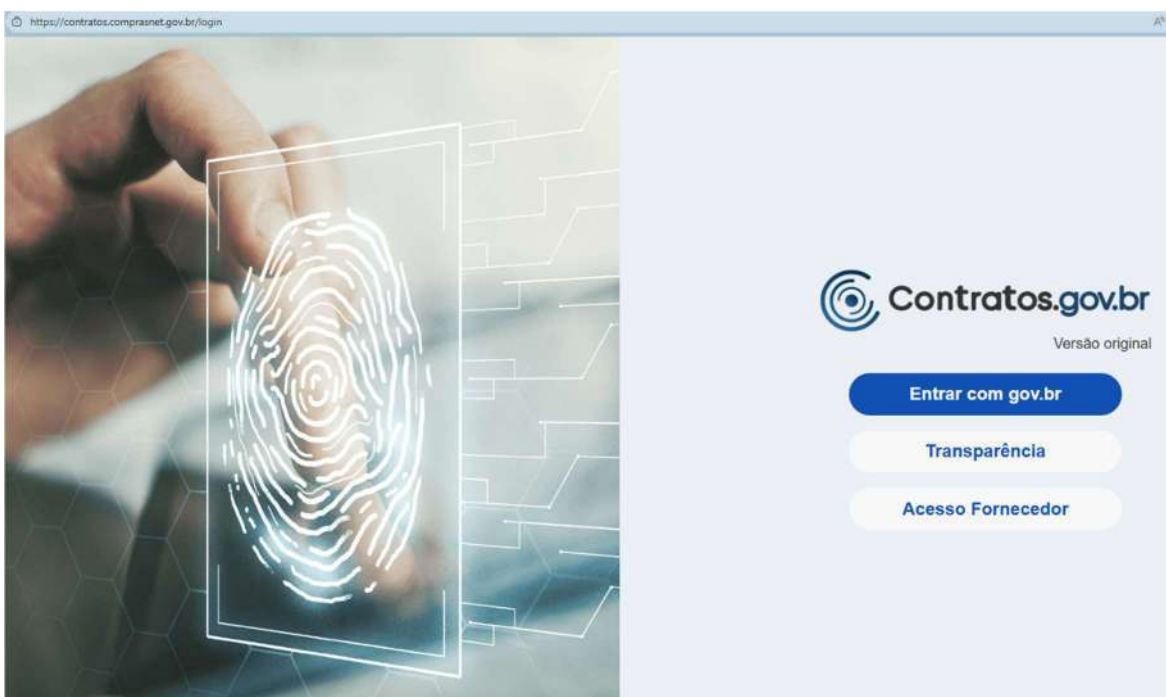 https://contratos.comprasnet.gov.br/login
A
Contratos.gov.br
Versão original
Entrar com gov.br
Transparência
Acesso Fornecedor